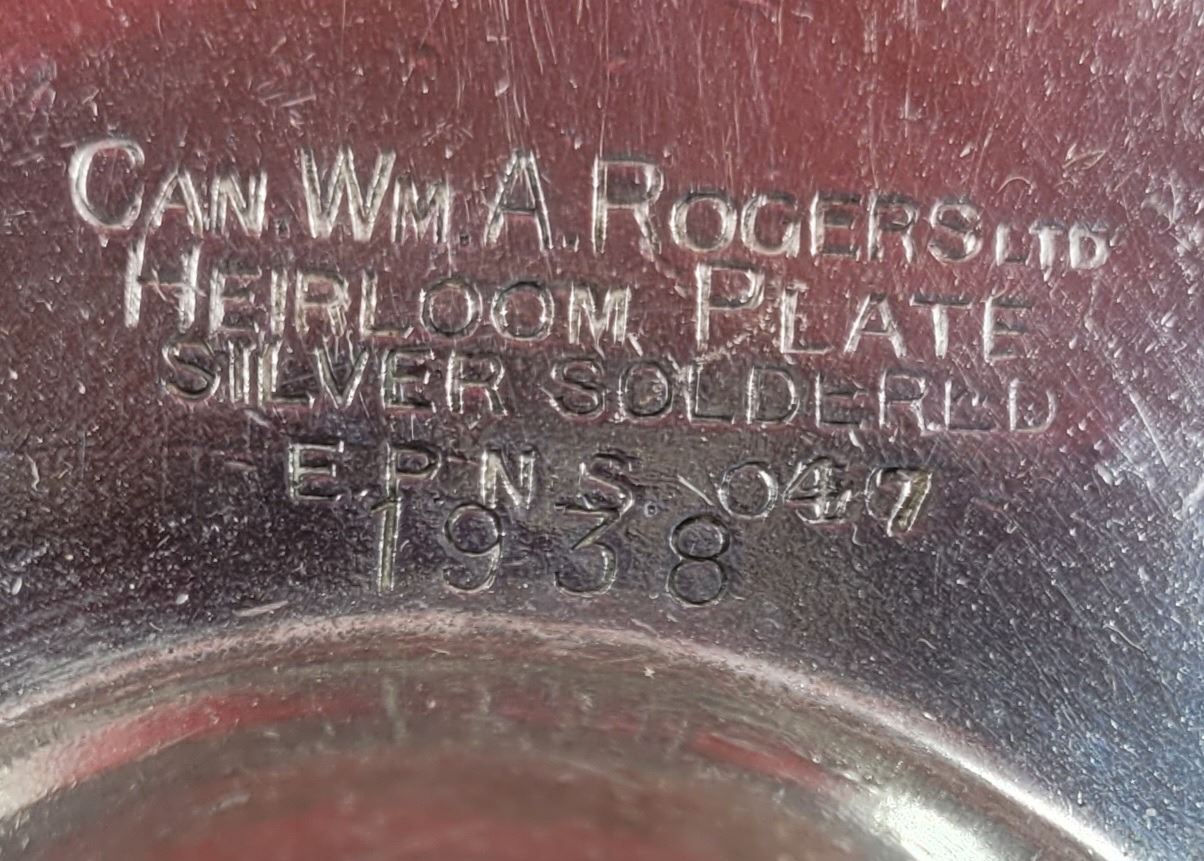 CAN. WM. A. ROGERS LTD
HEIRLOOM PLATE
SILVER SOLDERED
E.P.N.S. 047
1938